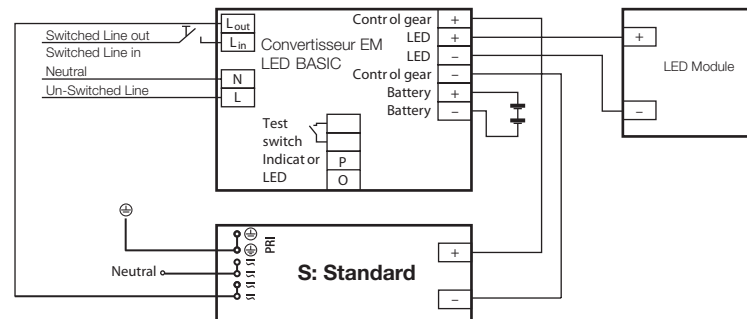 Switched Line out
Switched Line in
Neutral
Un-Switched Line
Lout
Lin
N
L
Convertisseur EM
LED BASIC
Test
switch
Indicator
LED
P
O
Control gear +
LED +
LED –
Control gear –
Battery +
Battery –
+
–
LED Module
PRI
Neutral
S: Standard
+
–